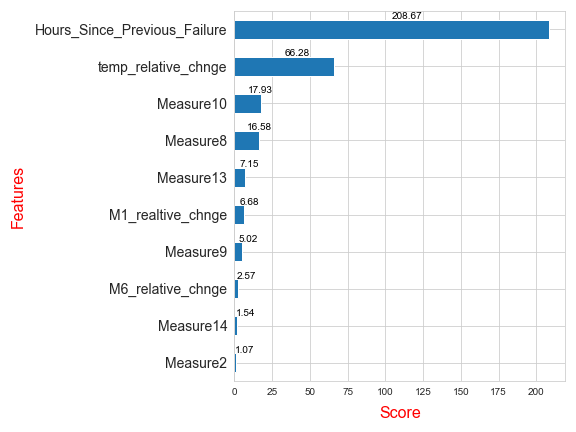 Features
Hours_Since_Previous_Failure 208.67
temp_relative_chnge 66.28
Measure10 17.93
Measure8 16.58
Measure13 7.15
M1_realtive_chnge 6.68
Measure9 5.02
M6_relative_chnge 2.57
Measure14 1.54
Measure2 1.07
0 25 50 75 100 125 150 175 200
Score